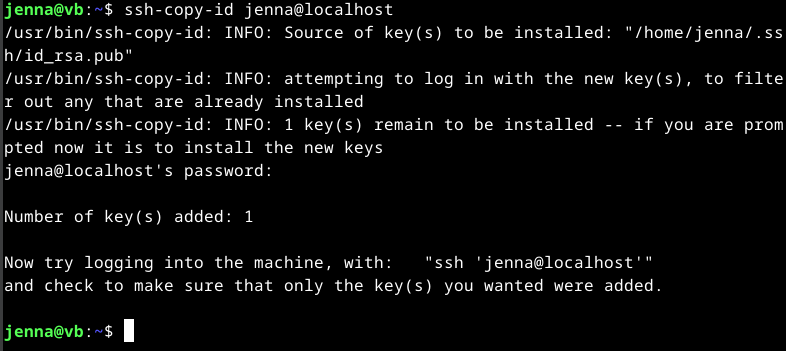 jenna@vb:~$ ssh-copy-id jenna@localhost
/usr/bin/ssh-copy-id: INFO: Source of key(s) to be installed: "/home/jenna/.ss
h/id_rsa.pub"
/usr/bin/ssh-copy-id: INFO: attempting to log in with the new key(s), to filte
r out any that are already installed
/usr/bin/ssh-copy-id: INFO: 1 key(s) remain to be installed -- if you are prom
pted now it is to install the new keys
jenna@localhost's password:
Number of key(s) added: 1
Now try logging into the machine, with:   "ssh 'jenna@localhost'"
and check to make sure that only the key(s) you wanted were added.
jenna@vb:~$